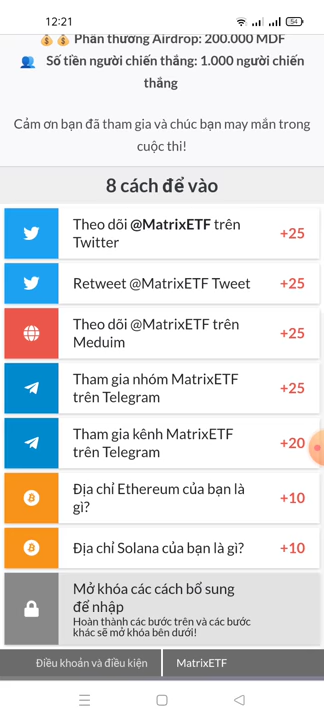 12:21
54
Phần thưởng Airdrop: 200.000 MDF
Số tiền người chiến thắng: 1.000 người chiến
thắng
Cảm ơn bạn đã tham gia và chúc bạn may mắn trong
cuộc thi!
8 cách để vào
Theo dõi @MatrixETF trên
Twitter
+25
Retweet @MatrixETF Tweet
+25
Theo dõi @MatrixETF trên
Meduim
+25
Tham gia nhóm MatrixETF
trên Telegram
+25
Tham gia kênh MatrixETF
trên Telegram
+20
Địa chỉ Ethereum của bạn là
gì?
+10
Địa chỉ Solana của bạn là gì?
+10
Mở khóa các cách bổ sung
để nhập
Hoàn thành các bước trên và các bước
khác sẽ mở khóa bên dưới!
Điều khoản và điều kiện
MatrixETF